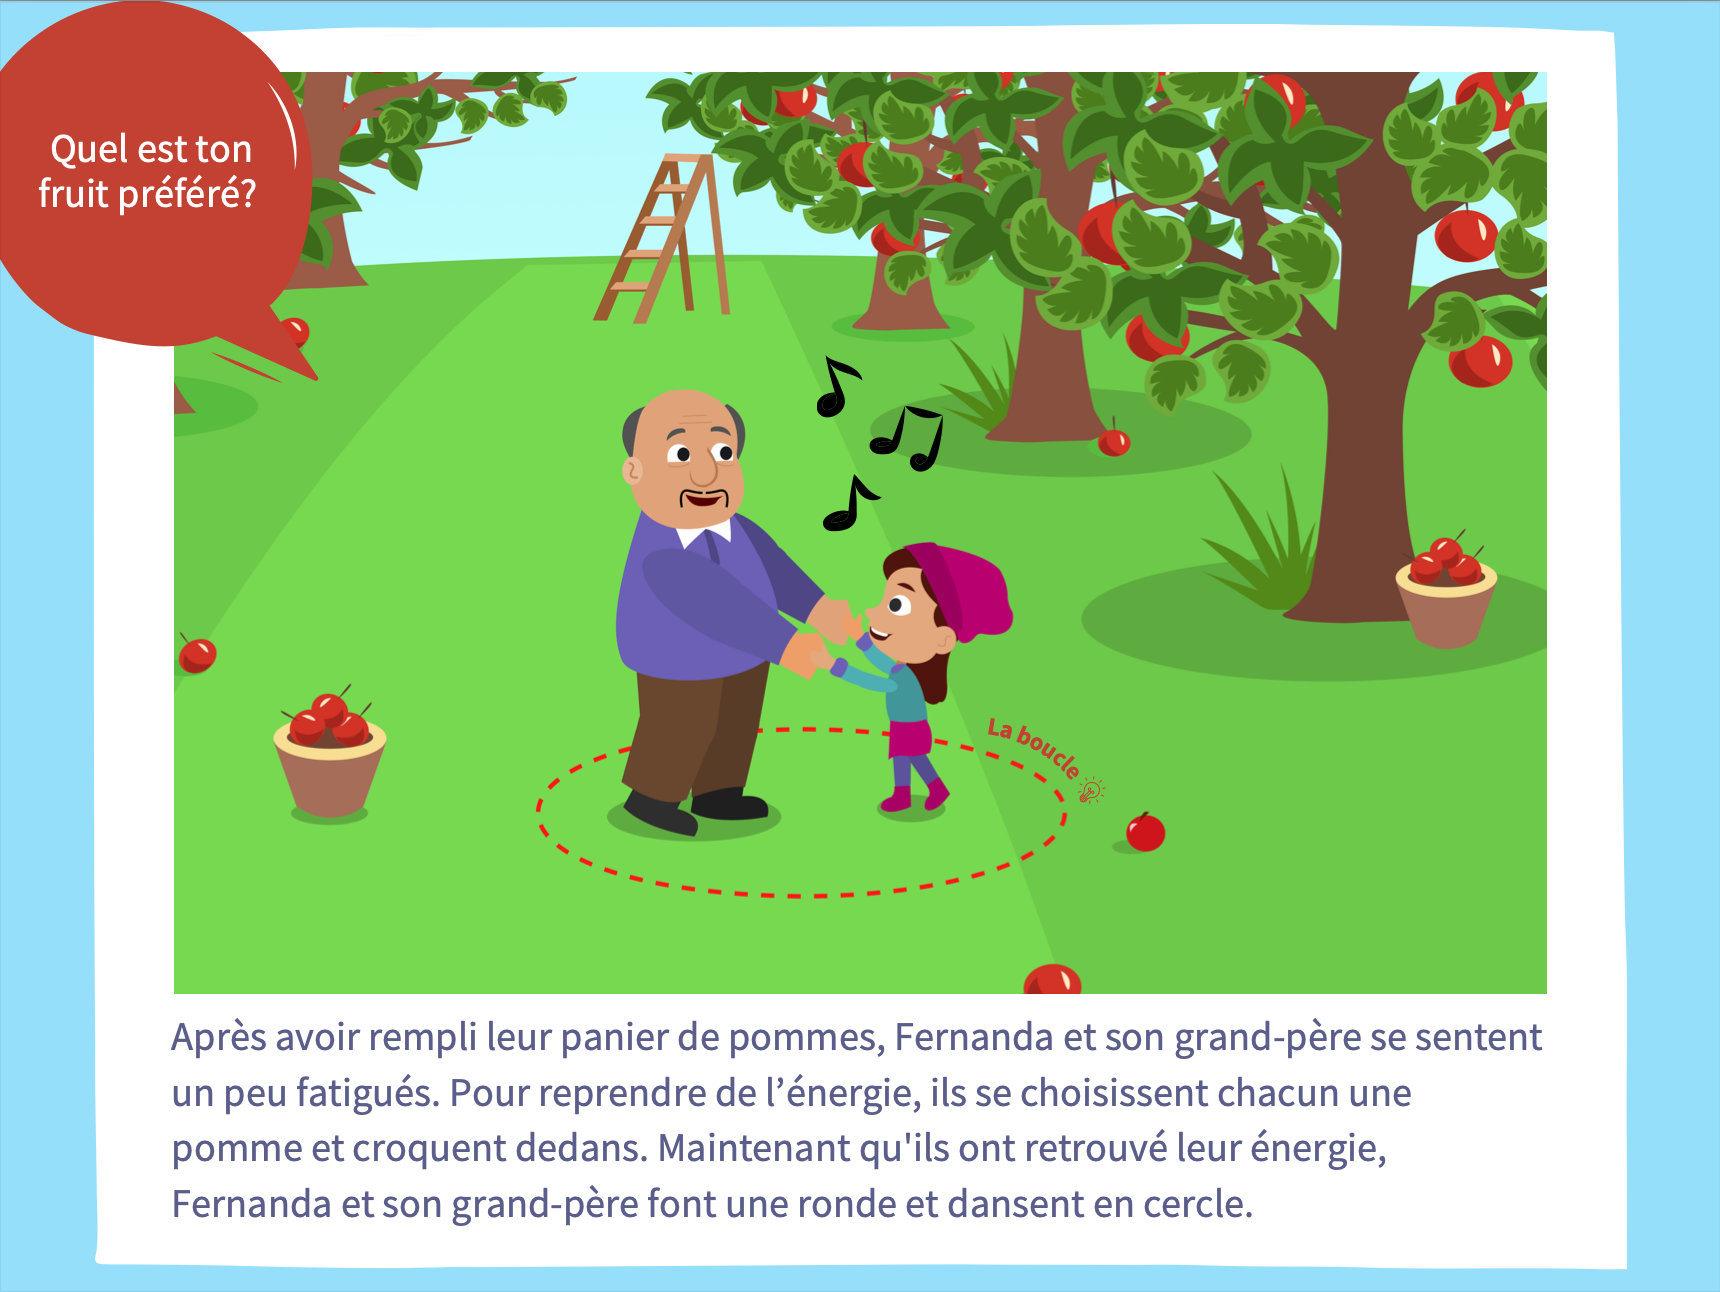 Quel est ton
fruit préféré?
La boucle
Après avoir rempli leur panier de pommes, Fernanda et son grand-père se sentent
un peu fatigués. Pour reprendre de l’énergie, ils se choisissent chacun une
pomme et croquent dedans. Maintenant qu'ils ont retrouvé leur énergie,
Fernanda et son grand-père font une ronde et dansent en cercle.